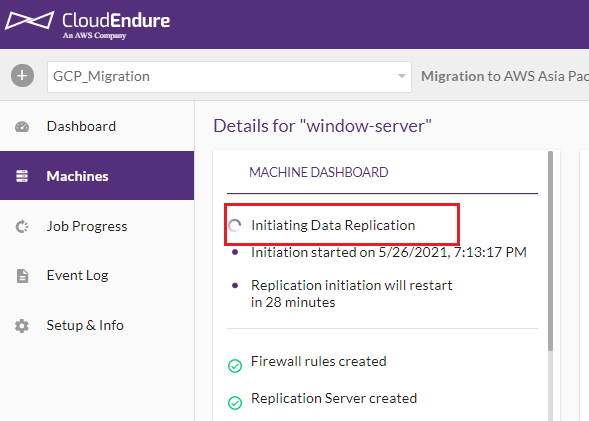 CloudEndure
An AWS Company
GCP_Migration
Migration to AWS Asia Pac
Dashboard
Machines
Job Progress
Event Log
Setup & Info
Details for "window-server"
MACHINE DASHBOARD
Initiating Data Replication
Initiation started on 5/26/2021, 7:13:17 PM
Replication initiation will restart
in 28 minutes
Firewall rules created
Replication Server created